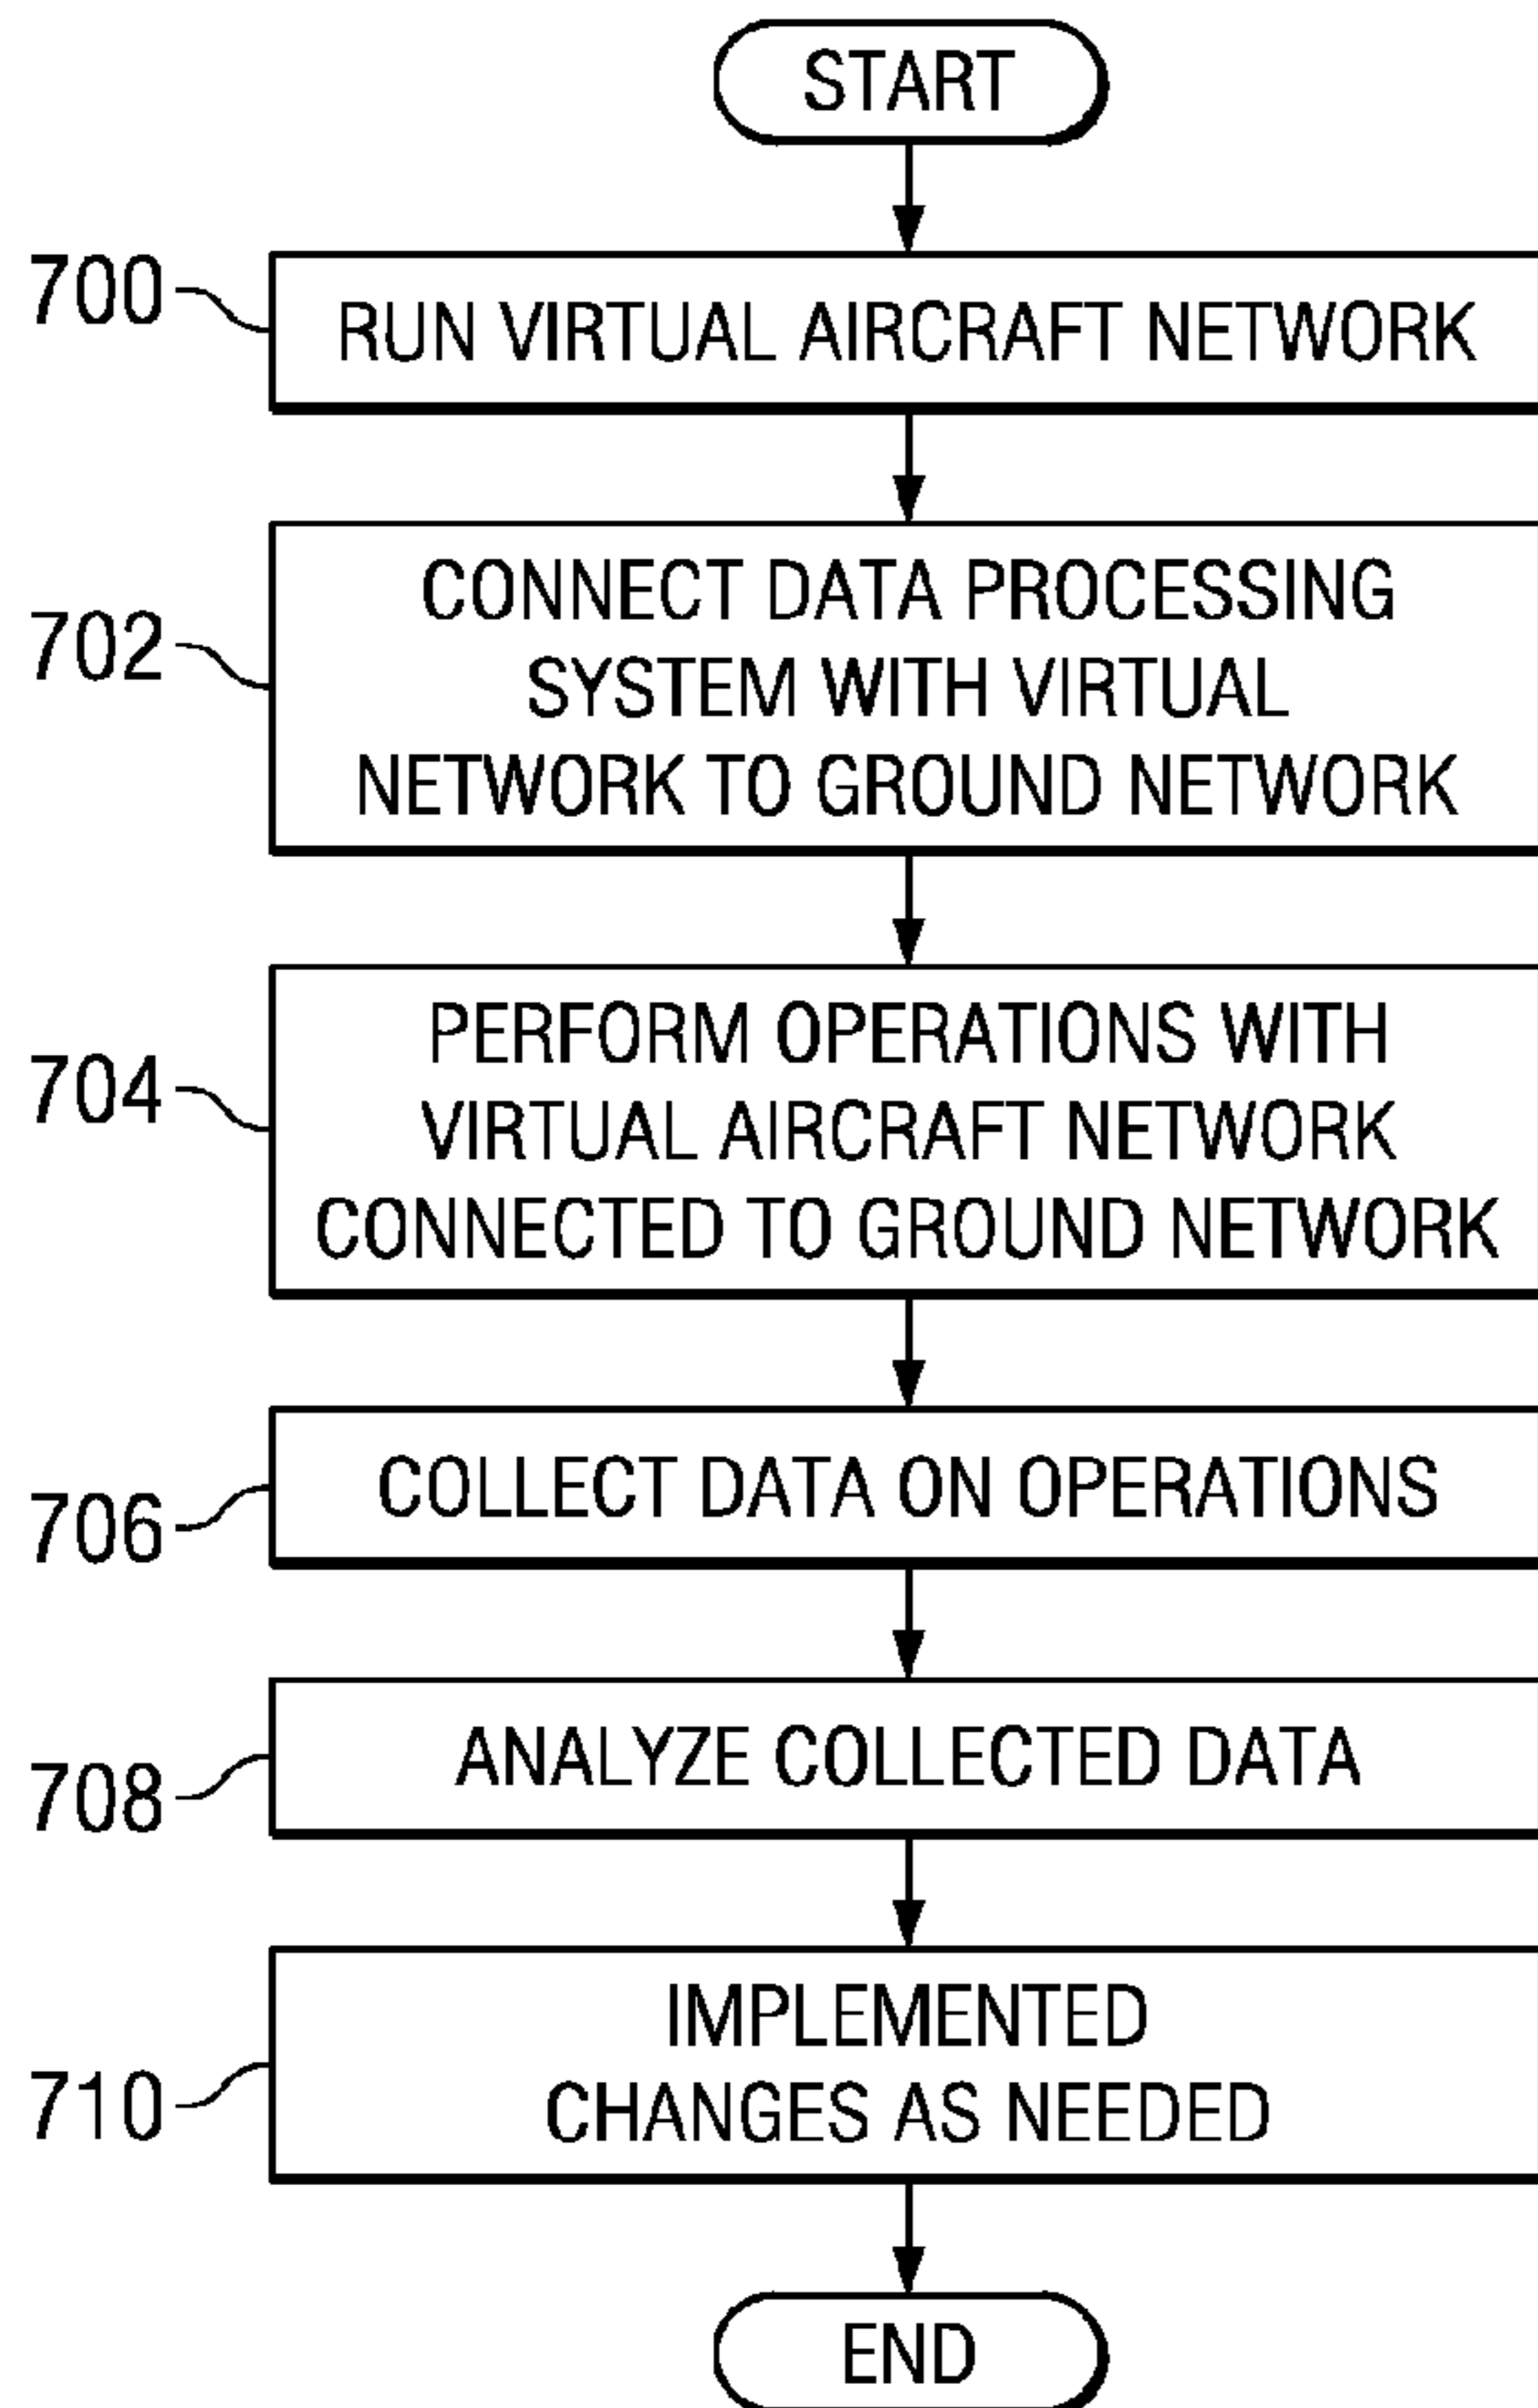 START
700
RUN VIRTUAL AIRCRAFT NETWORK
702
CONNECT DATA PROCESSING
SYSTEM WITH VIRTUAL
NETWORK TO GROUND NETWORK
704
PERFORM OPERATIONS WITH
VIRTUAL AIRCRAFT NETWORK
CONNECTED TO GROUND NETWORK
706
COLLECT DATA ON OPERATIONS
708
ANALYZE COLLECTED DATA
710
IMPLEMENTED
CHANGES AS NEEDED
END